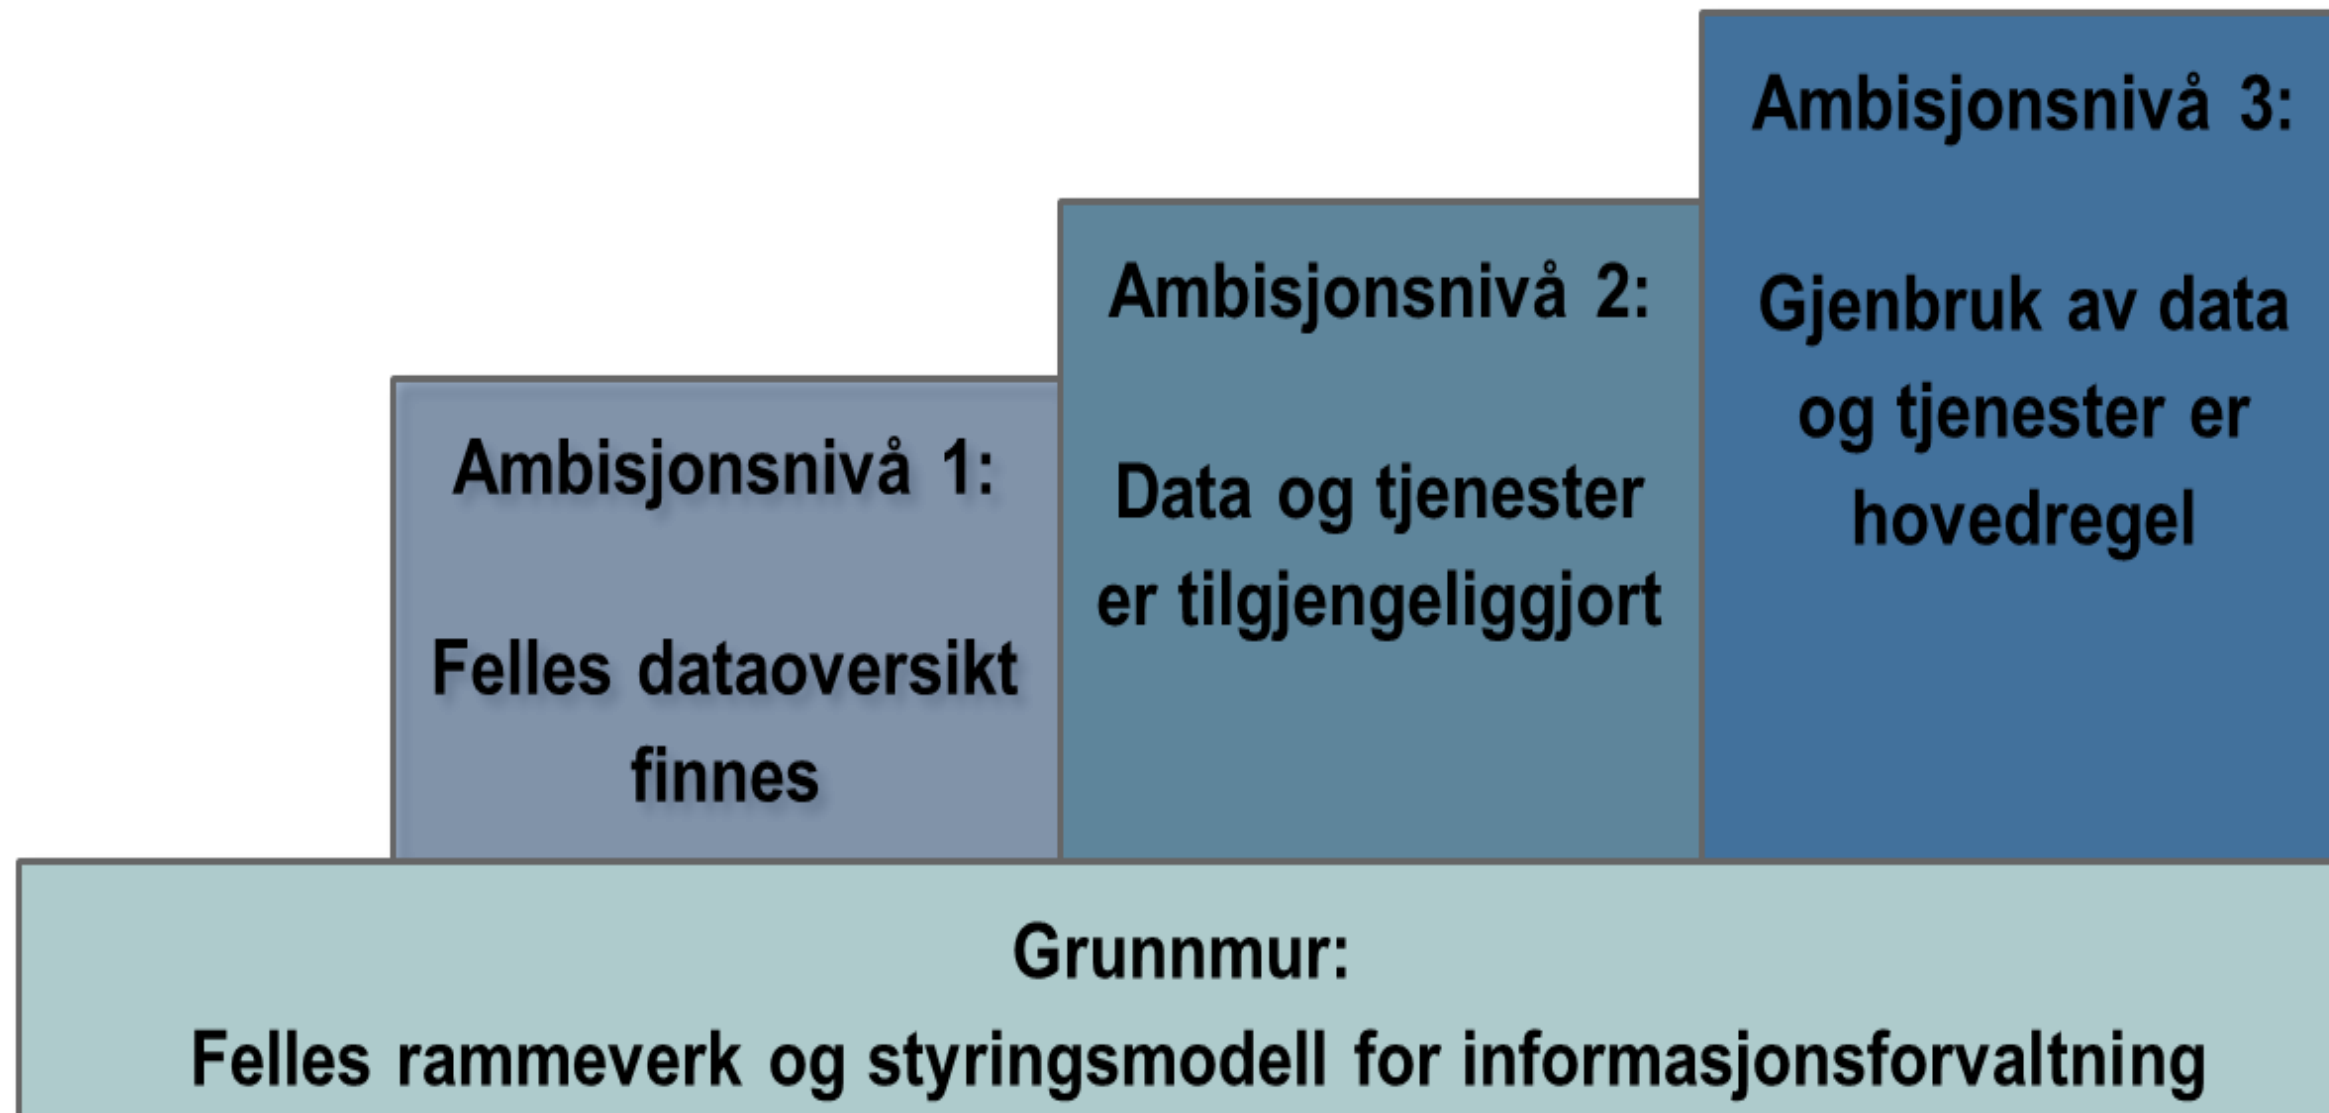 Ambisjonsnivå 1:
Felles dataoversikt
finnes
Ambisjonsnivå 2:
Data og tjenester
er tilgjengeliggjort
Ambisjonsnivå 3:
Gjenbruk av data
og tjenester er
hovedregel
Grunnmur:
Felles rammeverk og styringsmodell for informasjonsforvaltning